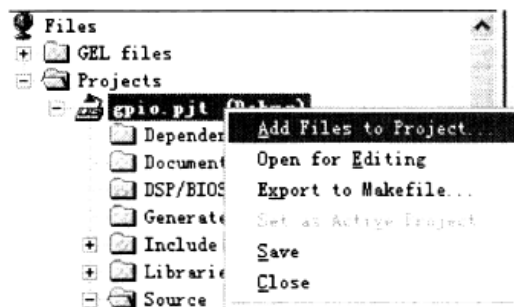 Files
GEL files
Projects
gpio.pjt (Debug)
Dependen
Document
DSP/BIOS
Generate
Include
Librarie
Source
Add Files to Project...
Open for Editing
Export to Makefile...
Set as Active Project
Save
Close